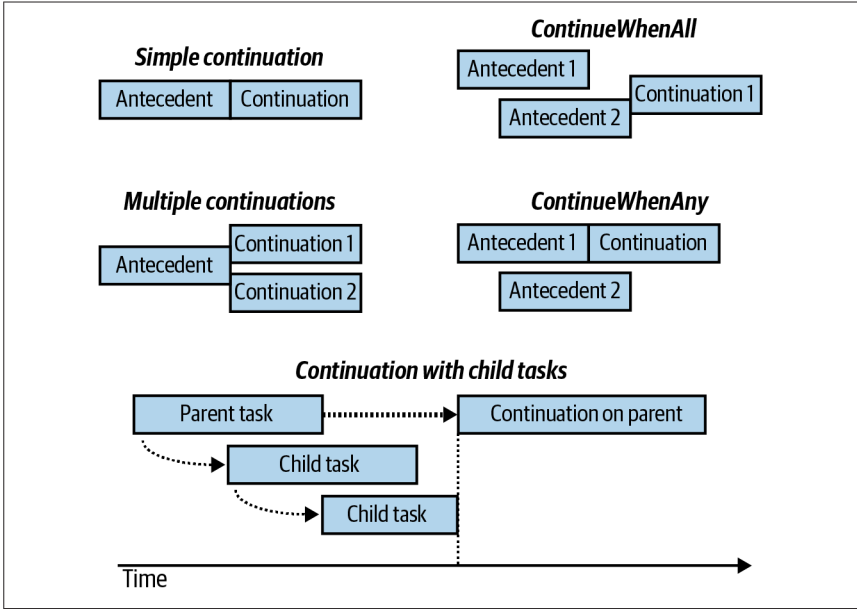 Simple continuation
Antecedent
Continuation
ContinueWhenAll
Antecedent 1
Continuation 1
Antecedent 2
Multiple continuations
Antecedent
Continuation 1
Continuation 2
ContinueWhenAny
Antecedent 1
Continuation
Antecedent 2
Continuation with child tasks
Parent task
Continuation on parent
Child task
Child task
Time